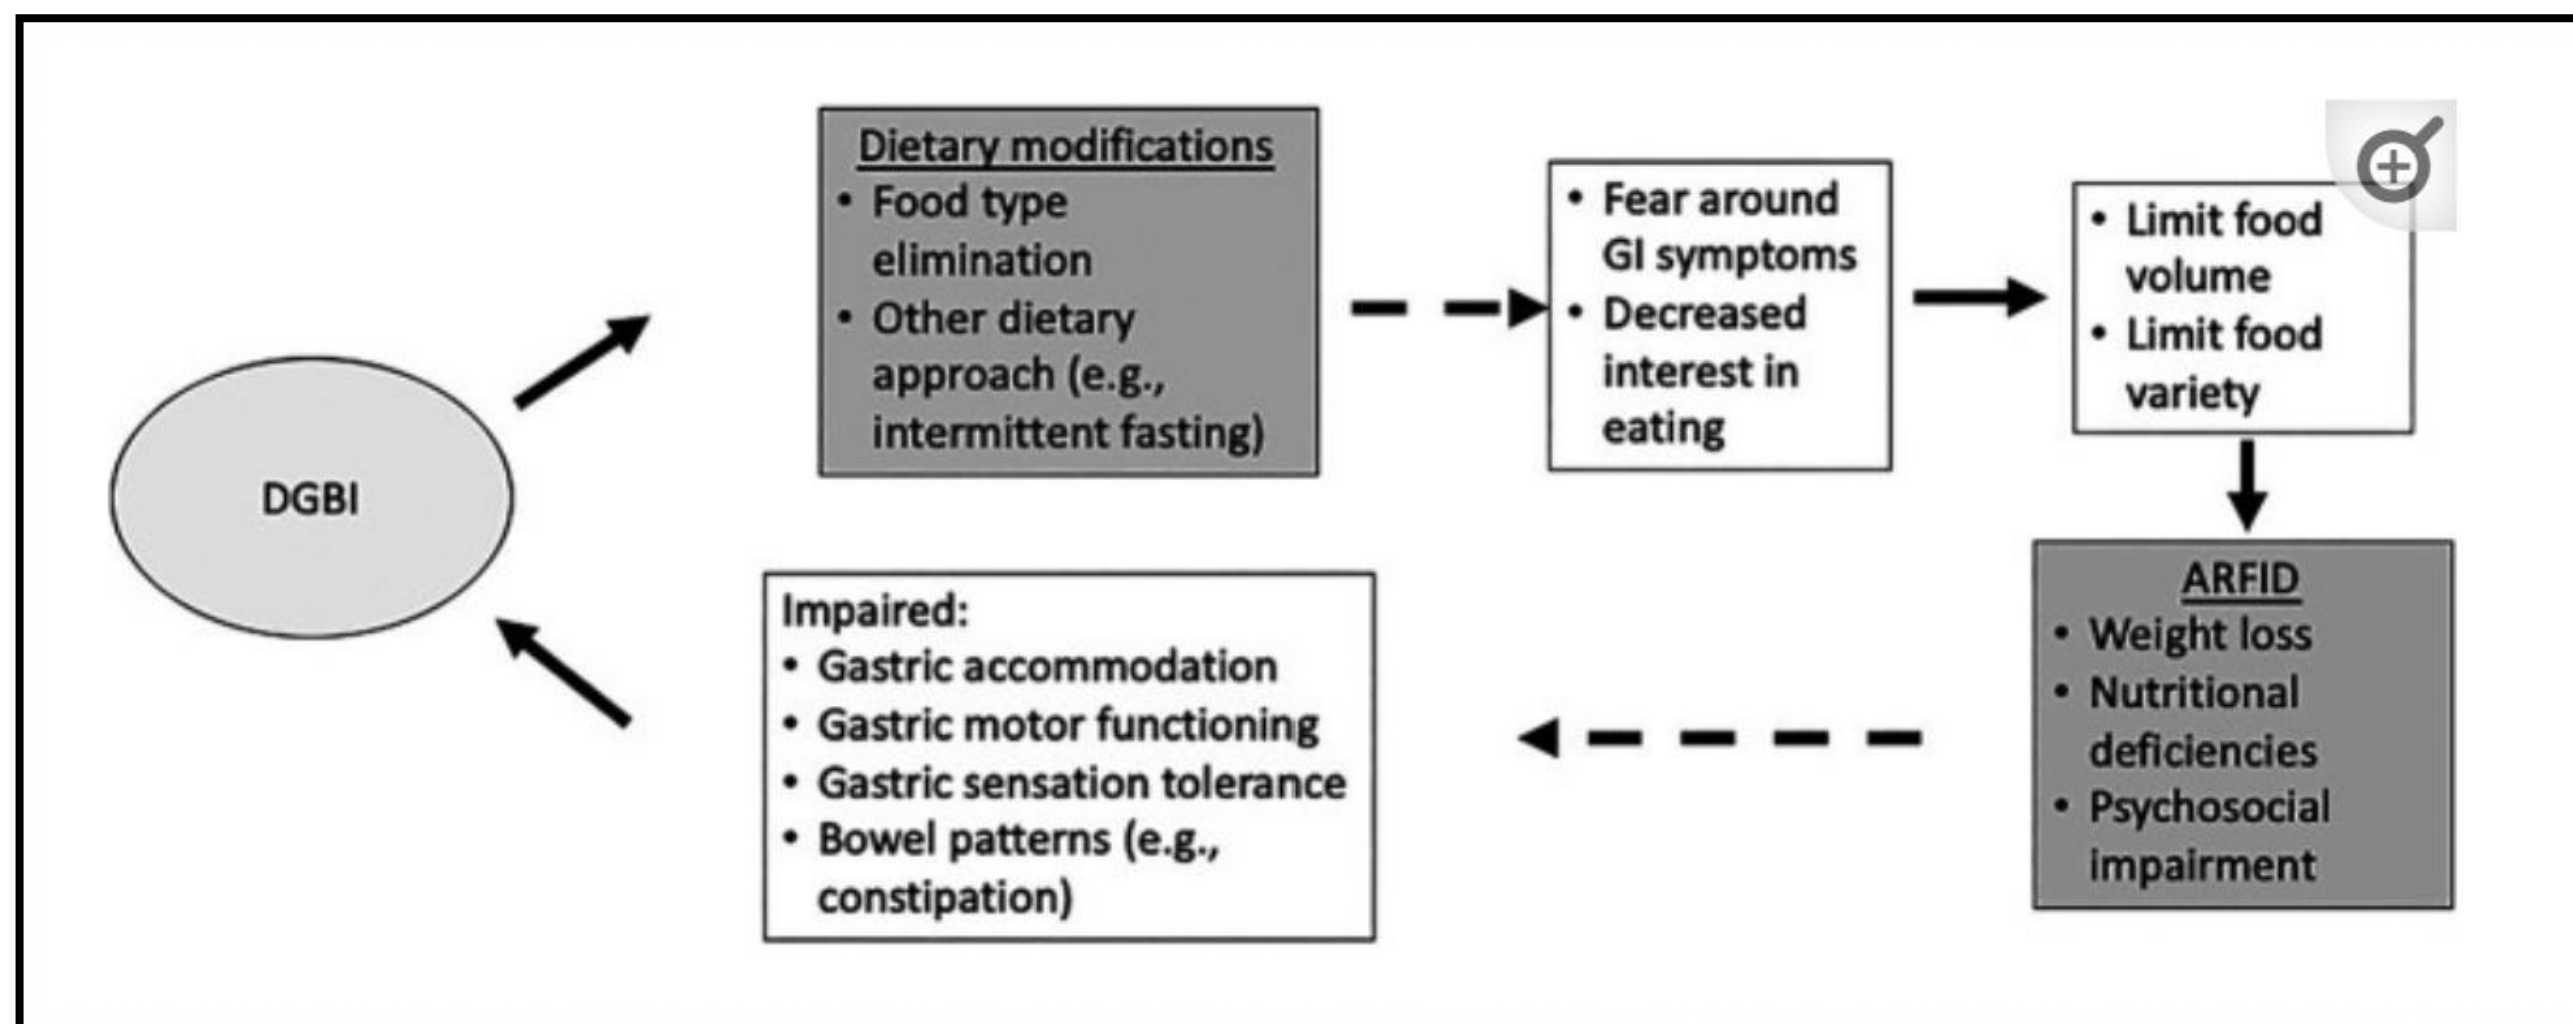 Dietary modifications
• Food type
elimination
• Other dietary
approach (e.g.,
intermittent fasting)
• Fear around
GI symptoms
• Decreased
interest in
eating
• Limit food
volume
• Limit food
variety
DGBI
ARFID
• Weight loss
• Nutritional
deficiencies
• Psychosocial
impairment
Impaired:
• Gastric accommodation
• Gastric motor functioning
• Gastric sensation tolerance
• Bowel patterns (e.g.,
constipation)